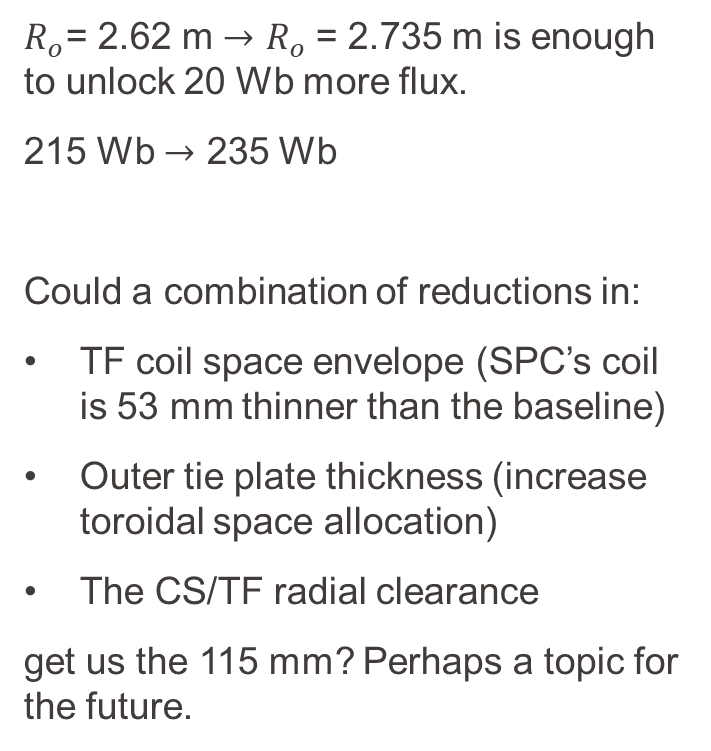 Rₒ= 2.62 m → Rₒ = 2.735 m is enough
to unlock 20 Wb more flux.
215 Wb → 235 Wb
Could a combination of reductions in:
• TF coil space envelope (SPC’s coil
is 53 mm thinner than the baseline)
• Outer tie plate thickness (increase
toroidal space allocation)
• The CS/TF radial clearance
get us the 115 mm? Perhaps a topic for
the future.